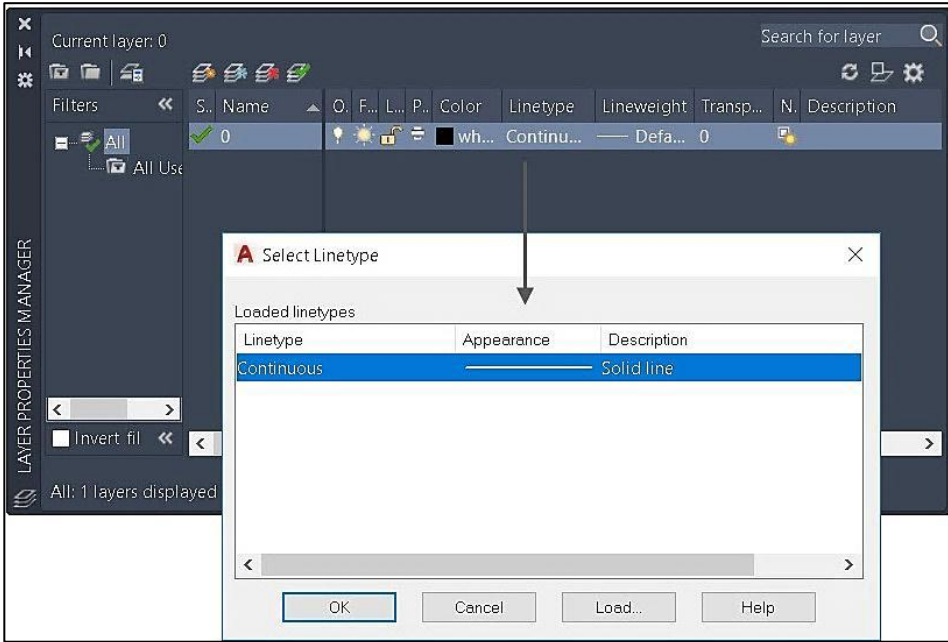 Current layer: 0
Search for layer
Filters S.. Name O. F... L... P.. Color Linetype Lineweight Transp... N. Description
All
0 wh... Continu... Defa... 0
All Use
LAYER PROPERTIES MANAGER
Select Linetype
Loaded linetypes
Linetype Appearance Description
Continuous Solid line
Invert fil
All: 1 layers displayed
OK Cancel Load... Help